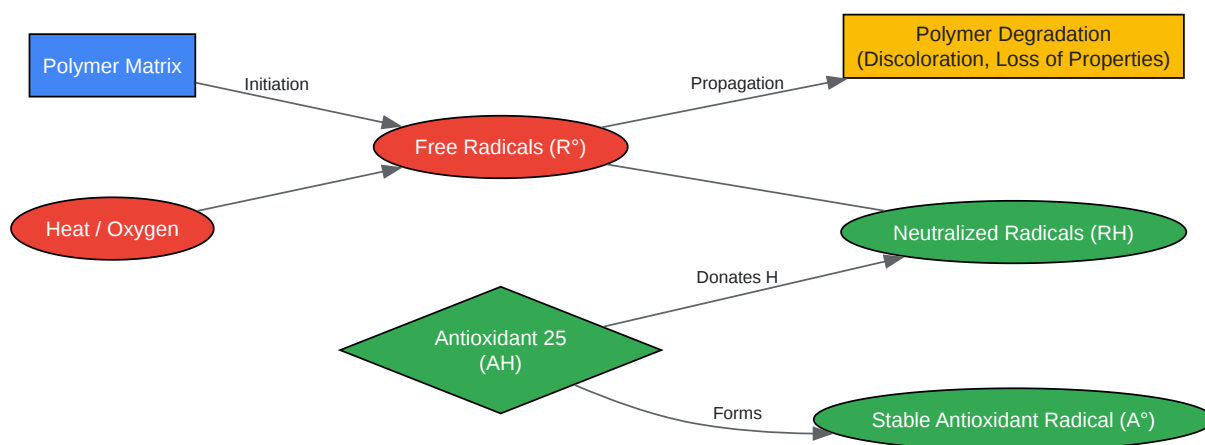 Polymer Matrix
Initiation
Heat / Oxygen
Free Radicals (R°)
Propagation
Polymer Degradation
(Discoloration, Loss of Properties)
Neutralized Radicals (RH)
Donates H
Antioxidant 25
(AH)
Forms
Stable Antioxidant Radical (A°)